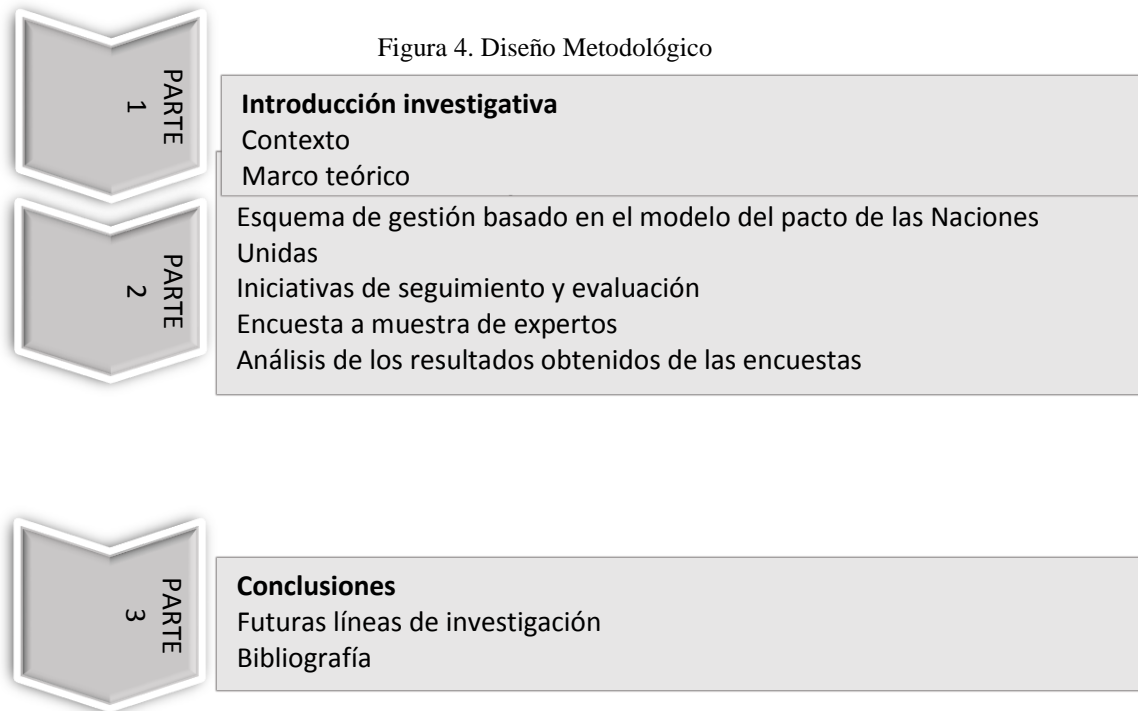 Figura 4. Diseño Metodológico
PARTE
1
Introducción investigativa
Contexto
Marco teórico
PARTE
2
Esquema de gestión basado en el modelo del pacto de las Naciones
Unidas
Iniciativas de seguimiento y evaluación
Encuesta a muestra de expertos
Análisis de los resultados obtenidos de las encuestas
PARTE
3
Conclusiones
Futuras líneas de investigación
Bibliografía